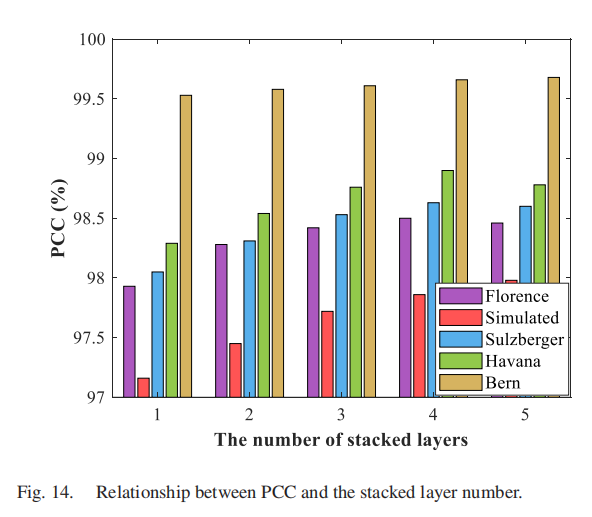 100
99.5
99
98.5
98
97.5
97
PCC (%)
1 2 3 4 5
The number of stacked layers
Florence
Simulated
Sulzberger
Havana
Bern
Fig. 14. Relationship between PCC and the stacked layer number.